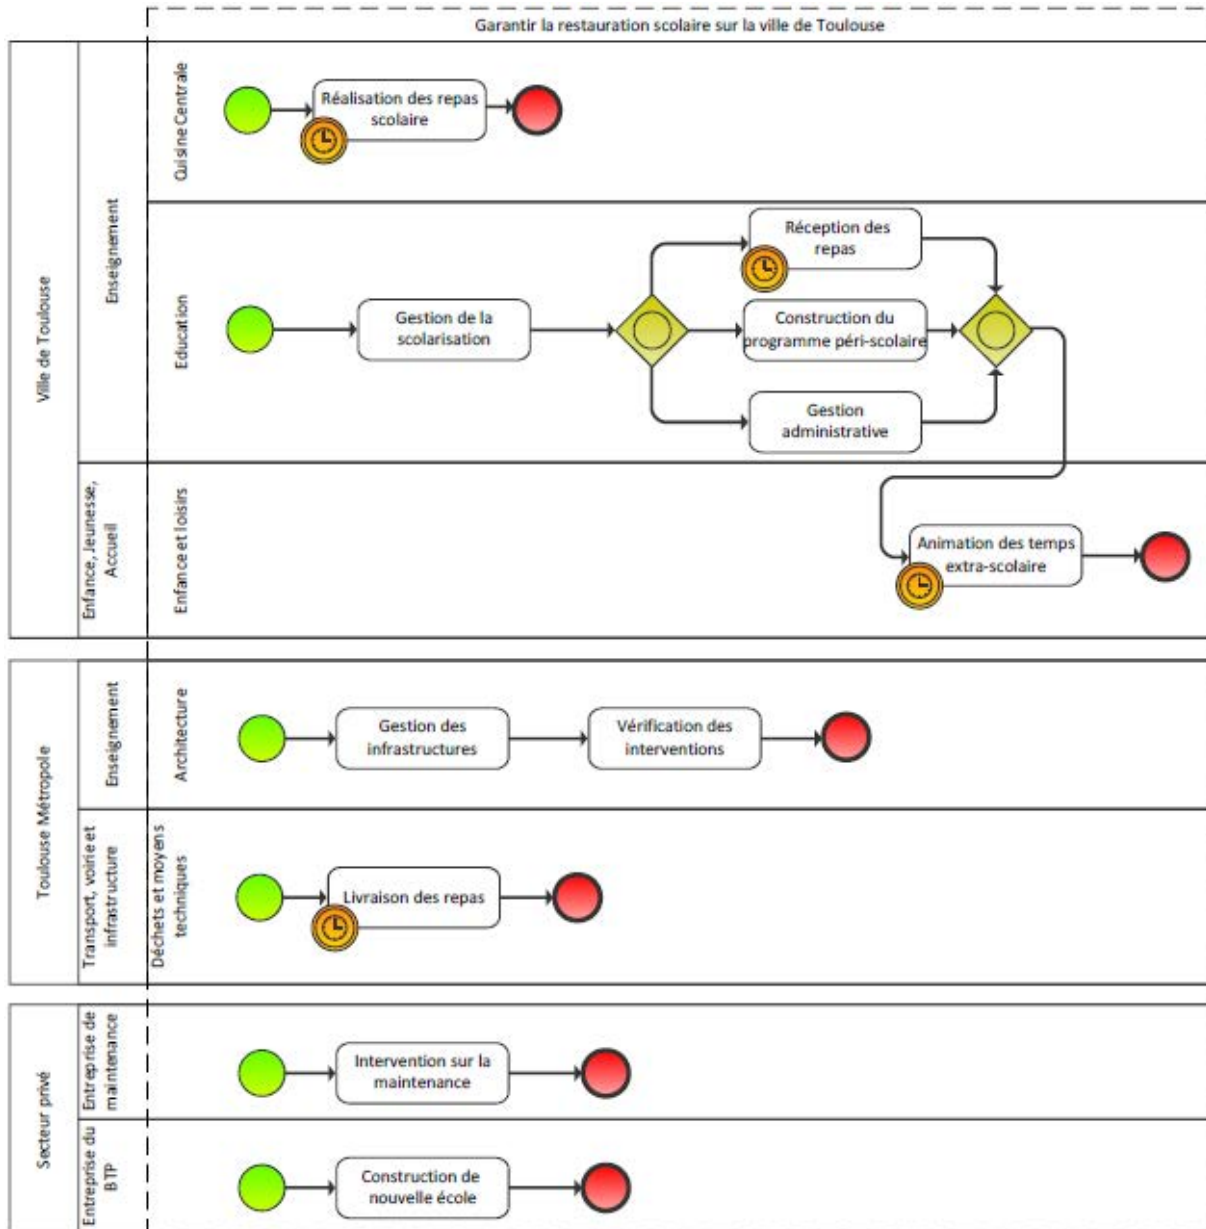 Garantir la restauration scolaire sur la ville de Toulouse
Ville de Toulouse
Enseignement
Cuisine Centrale
Réalisation des repas
scolaire
Education
Gestion de la
scolarisation
Réception des
repas
Construction du
programme péri-scolaire
Gestion
administrative
Enfance, Jeunesse,
Accueil
Enfance et loisirs
Animation des temps
extra-scolaire
Toulouse Métropole
Enseignement
Architecture
Gestion des
infrastructures
Vérification des
interventions
Transport, voirie et
infrastructure
Déchets et moyens
techniques
Livraison des repas
Secteur privé
Entreprise de
maintenance
Intervention sur la
maintenance
Entreprise du
BTP
Construction de
nouvelle école